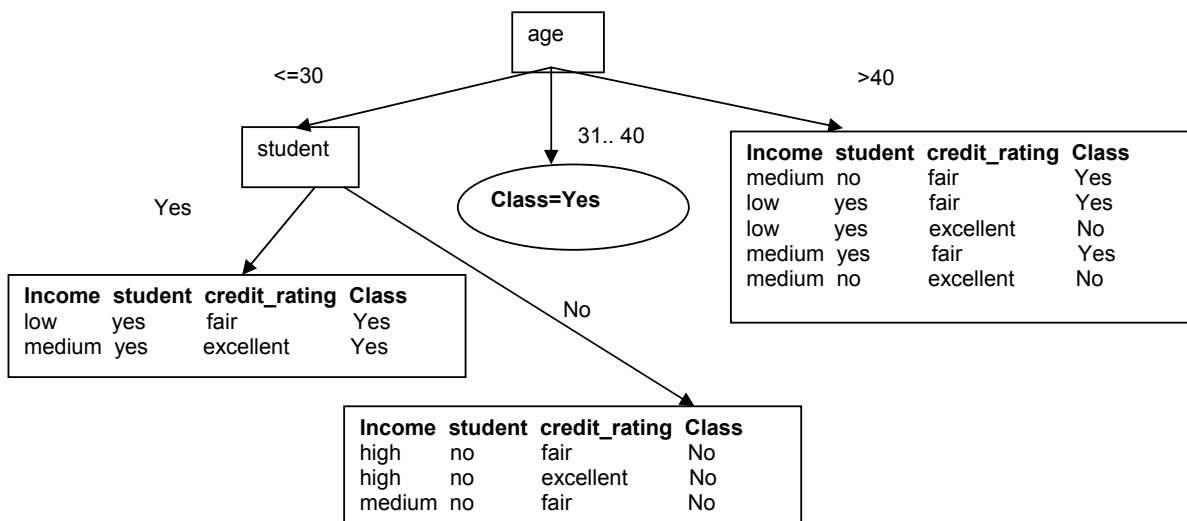 age
<=30
>40
student
31.. 40
Class=Yes
Income student credit_rating Class
medium no fair Yes
low yes fair Yes
low yes excellent No
medium yes fair Yes
medium no excellent No
Yes
Income student credit_rating Class
low yes fair Yes
medium yes excellent Yes
No
Income student credit_rating Class
high no fair No
high no excellent No
medium no fair No